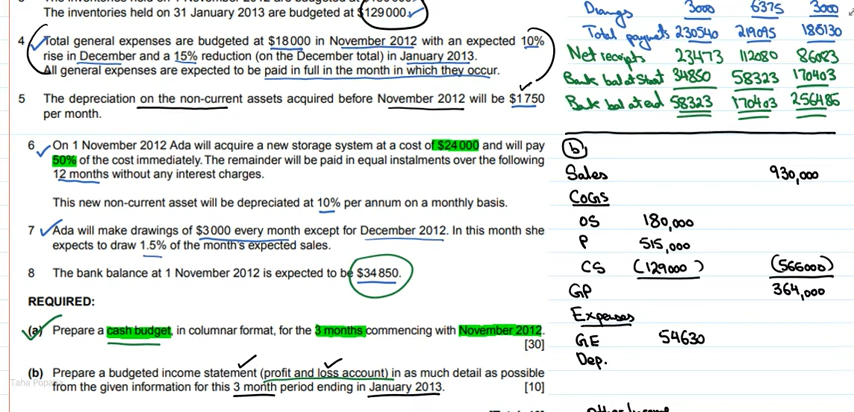 The inventories held on 31 January 2013 are budgeted at $129 000.
4 Total general expenses are budgeted at $18 000 in November 2012 with an expected 10%
rise in December and a 15% reduction (on the December total) in January 2013.
All general expenses are expected to be paid in full in the month in which they occur.
5 The depreciation on the non-current assets acquired before November 2012 will be $1750
per month.
6 On 1 November 2012 Ada will acquire a new storage system at a cost of $24 000 and will pay
50% of the cost immediately. The remainder will be paid in equal instalments over the following
12 months without any interest charges.
This new non-current asset will be depreciated at 10% per annum on a monthly basis.
7 Ada will make drawings of $3 000 every month except for December 2012. In this month she
expects to draw 1.5% of the month's expected sales.
8 The bank balance at 1 November 2012 is expected to be $34 850.
REQUIRED:
(a) Prepare a cash budget, in columnar format, for the 3 months commencing with November 2012.
[30]
(b) Prepare a budgeted income statement (profit and loss account) in as much detail as possible
from the given information for this 3 month period ending in January 2013. [10]
Drawings 3000 6375 3000
Total payments 230540 219095 186130
Net receipts 23473 112080 86083
Bank bal at start 34850 58323 170403
Bank bal at end 58323 170403 256486
(b)
Sales 930,000
COGS
OS 180,000
P 515,000
CS (129000) (566000)
GP 364,000
Expenses
GE 54630
Dep.
other Income